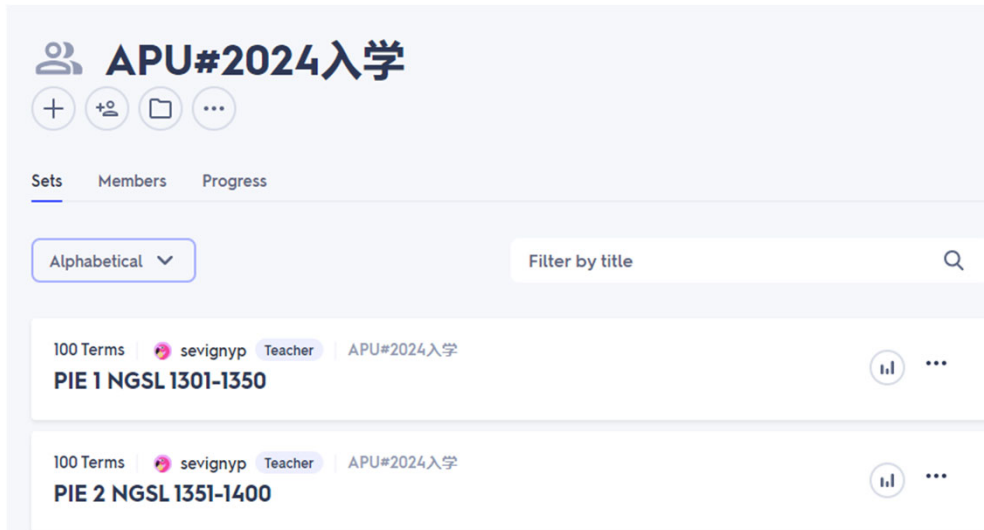 APU#2024入学
Sets Members Progress
Alphabetical Filter by title
100 Terms sevignyp Teacher APU#2024入学
PIE 1 NGSL 1301-1350
100 Terms sevignyp Teacher APU#2024入学
PIE 2 NGSL 1351-1400